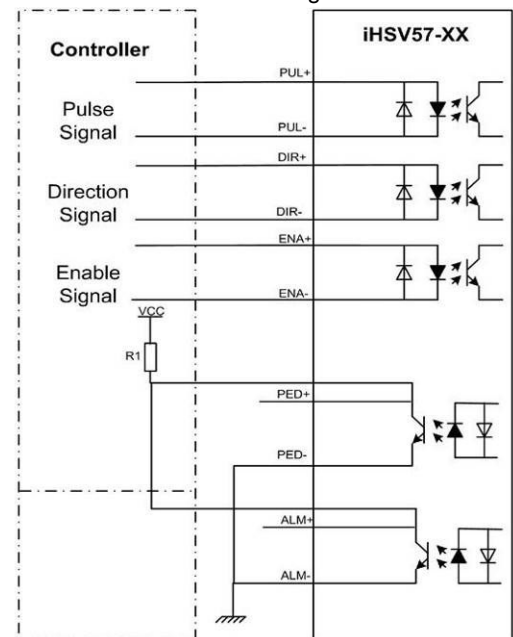 iHSV57-XX
Controller
PUL+
Pulse
Signal
PUL-
DIR+
Direction
Signal
DIR-
ENA+
Enable
Signal
ENA-
VCC
R1
PED+
PED-
ALM+
ALM-